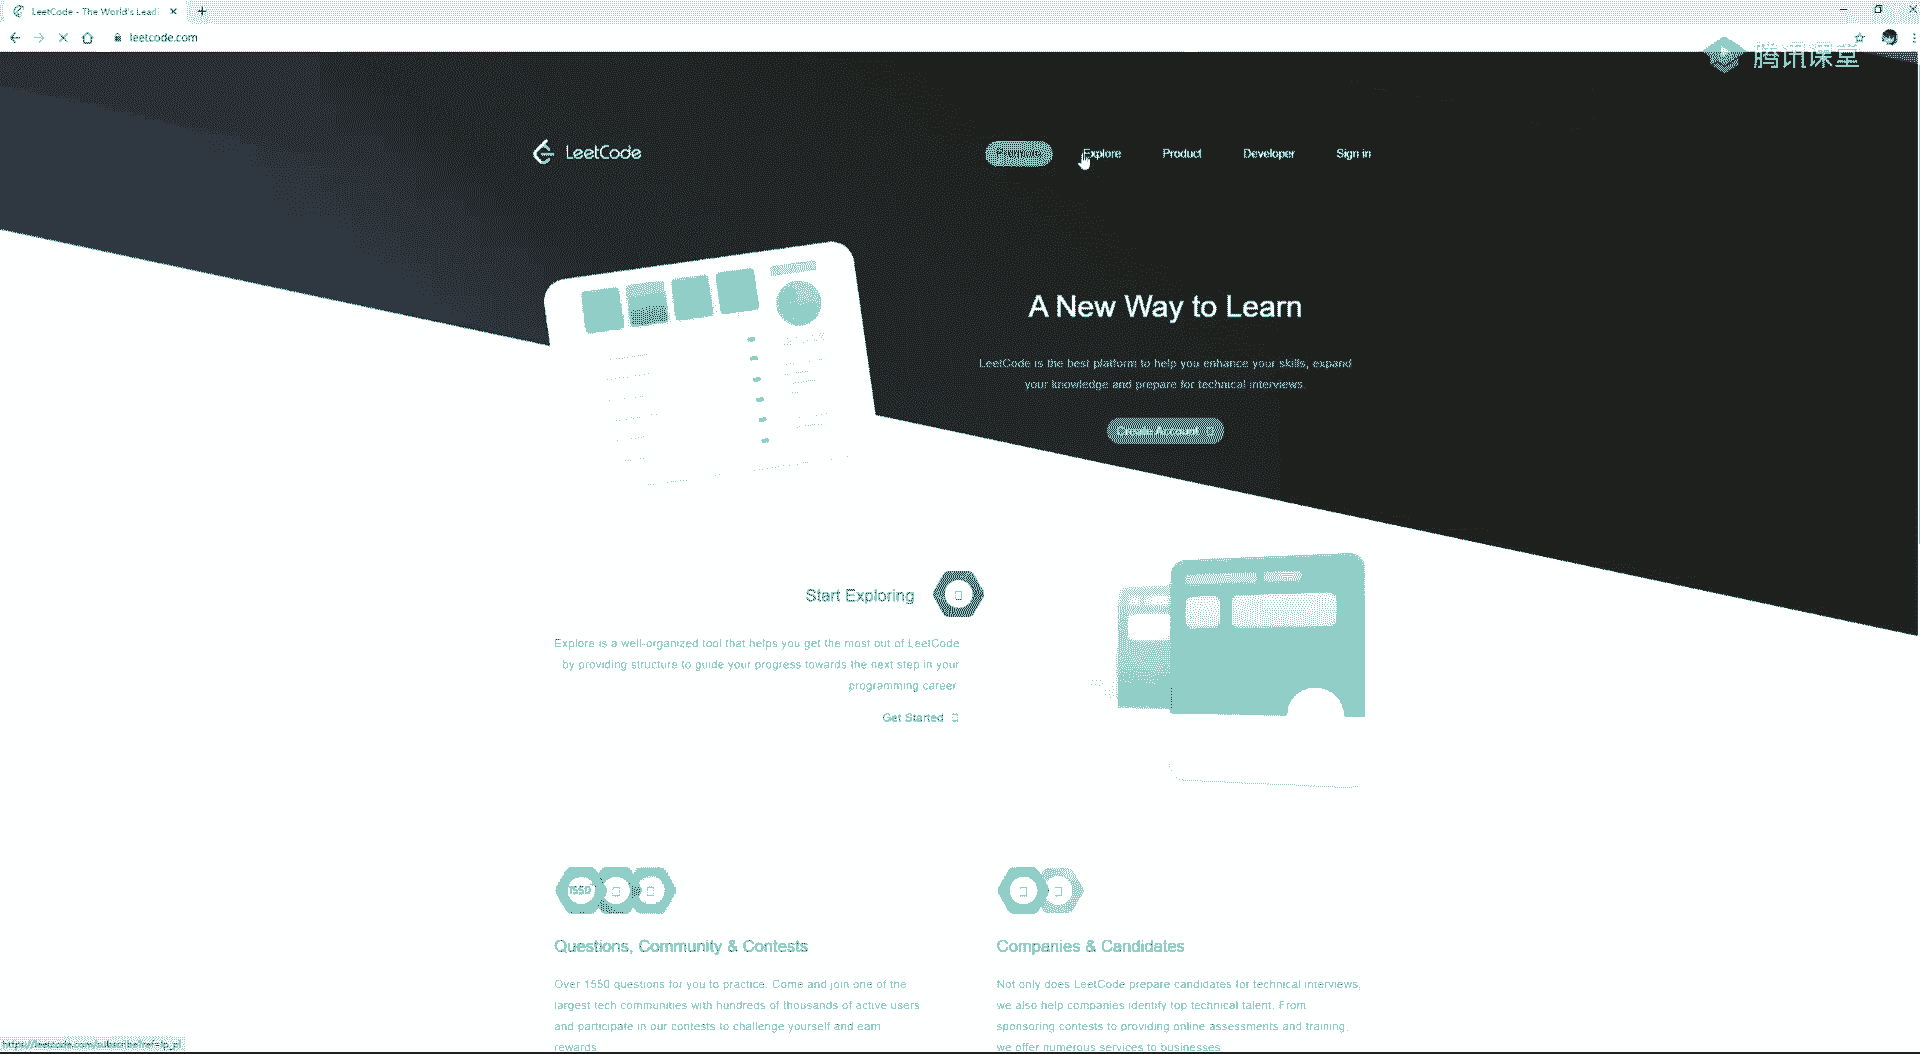 LeetCode - The World's Leadi
leetcode.com
腾讯课堂
LeetCode
Premium
Explore
Product
Developer
Sign in
A New Way to Learn
LeetCode is the best platform to help you enhance your skills, expand
your knowledge and prepare for technical interviews.
Create Account
Start Exploring
Explore is a well-organized tool that helps you get the most out of LeetCode
by providing structure to guide your progress towards the next step in your
programming career.
Get Started
1550
Questions, Community & Contests
Over 1550 questions for you to practice. Come and join one of the
largest tech communities with hundreds of thousands of active users
and participate in our contests to challenge yourself and earn
rewards
Companies & Candidates
Not only does LeetCode prepare candidates for technical interviews,
we also help companies identify top technical talent. From
sponsoring contests to providing online assessments and training,
we offer numerous services to businesses
https://leetcode.com/subscribe?ref=lp_pl